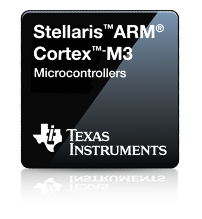 Stellaris™ARM®
Cortex™-M3
Microcontrollers
TEXAS
INSTRUMENTS